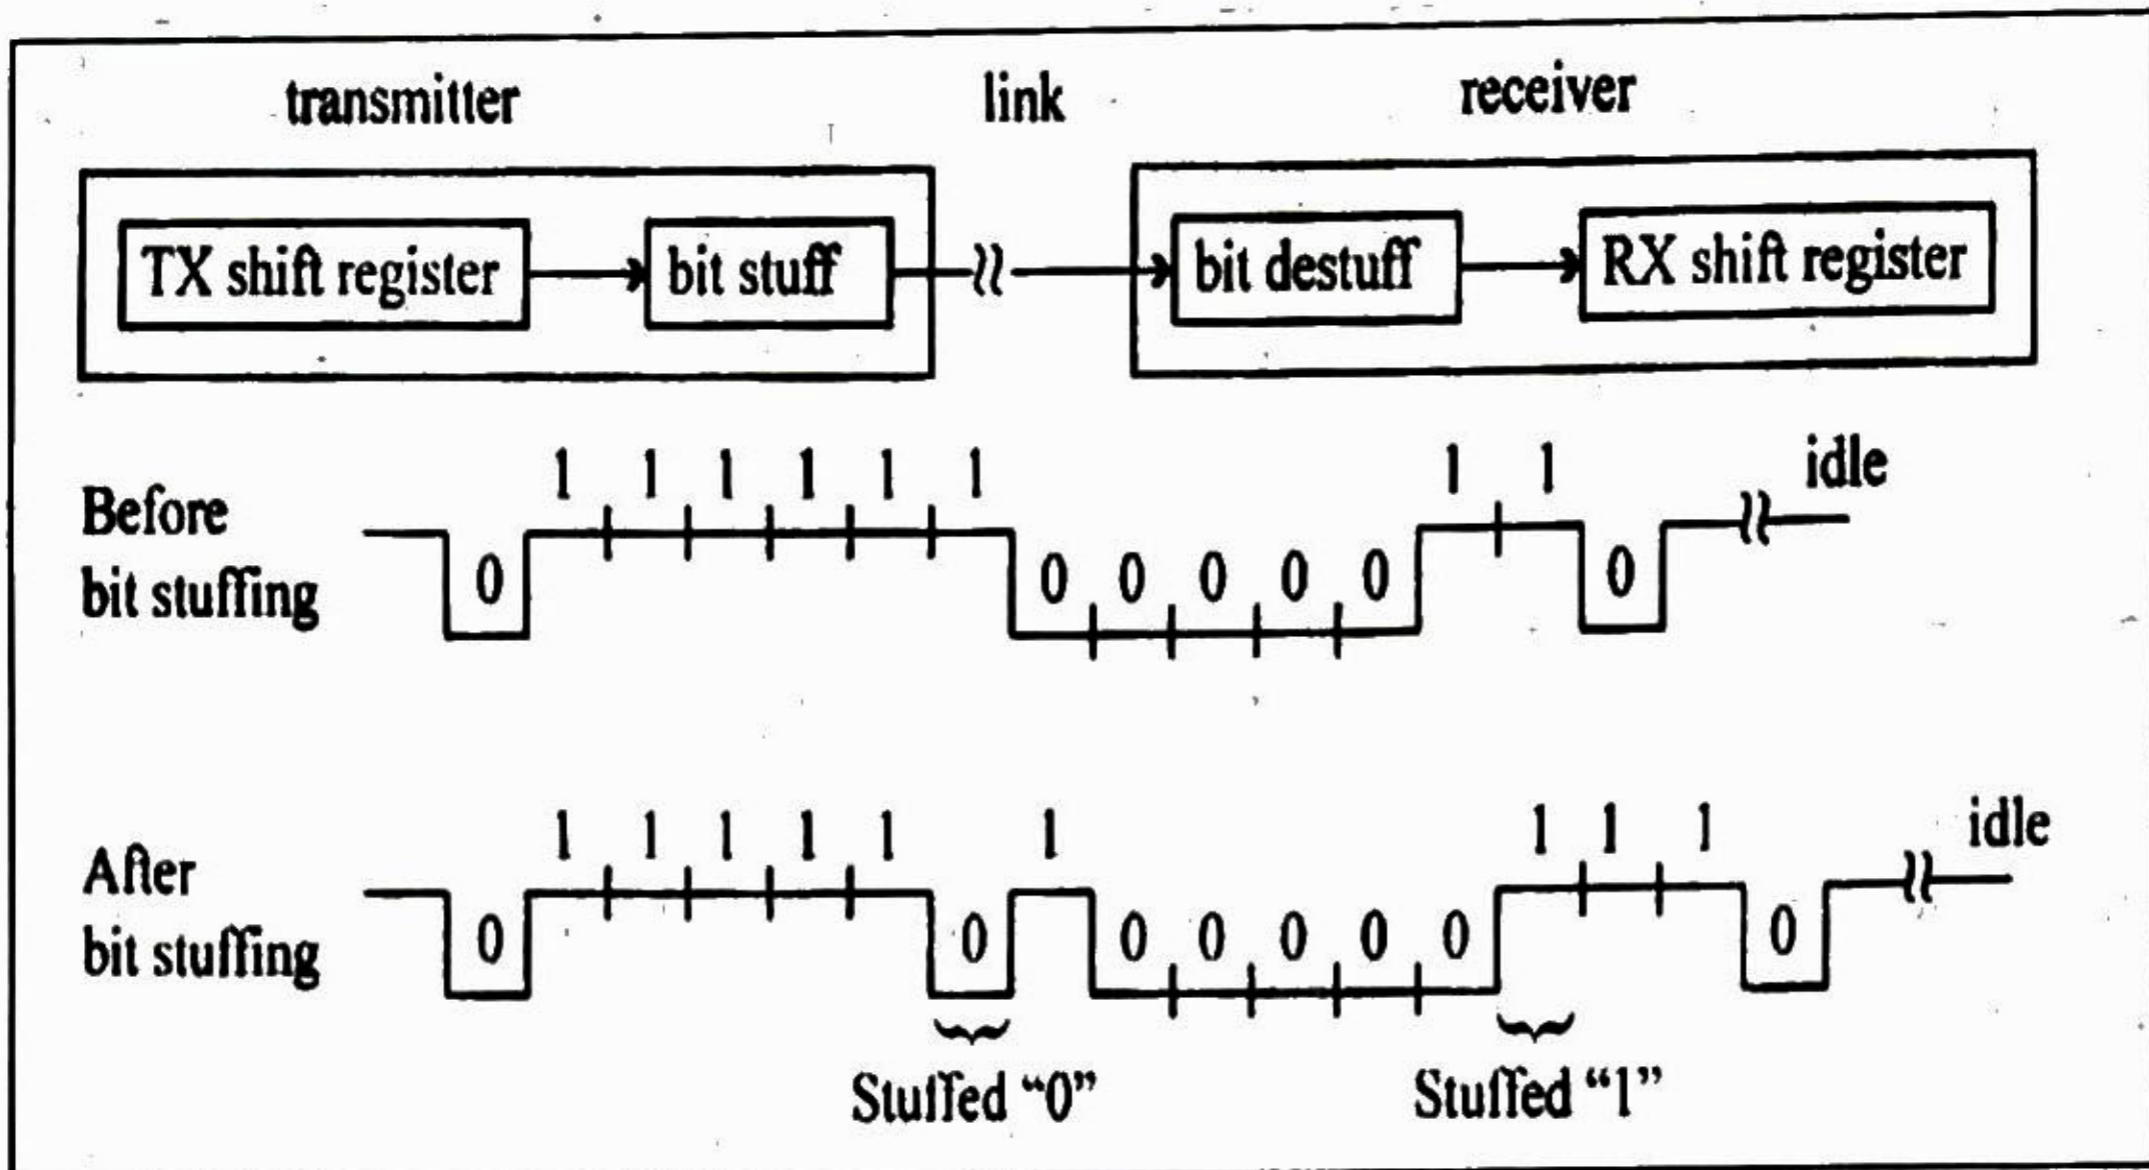 transmitter link receiver
TX shift register bit stuff bit destuff RX shift register
1 1 1 1 1 1 1 1 idle
Before
bit stuffing
0 0 0 0 0 0 0
1 1 1 1 1 1 1 1 1 idle
After
bit stuffing
0 0 0 0 0 0 0 0
Stuffed “0” Stuffed “1”